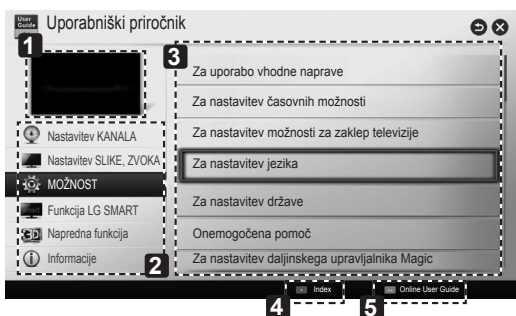 User Guide
Uporabniški priročnik
1
3
Nastavitev KANALA
Nastavitev SLIKE, ZVOKA
MOŽNOST
Funkcija LG SMART
Napredna funkcija
Informacije
2
Za uporabo vhodne naprave
Za nastavitev časovnih možnosti
Za nastavitev možnosti za zaklep televizije
Za nastavitev jezika
Za nastavitev države
Onemogočena pomoč
Za nastavitev daljinskega upravljalnika Magic
Index
Online User Guide
4
5